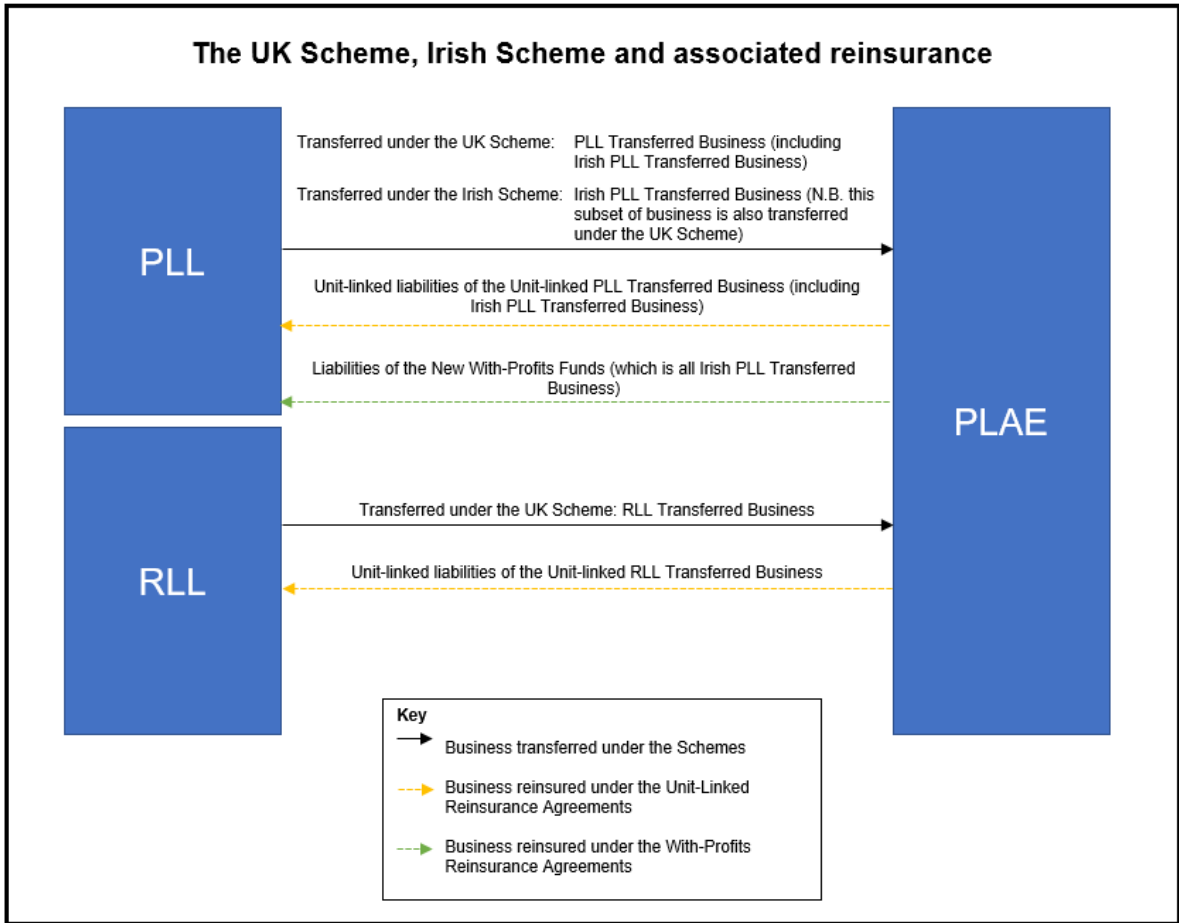 The UK Scheme, Irish Scheme and associated reinsurance
PLL
Transferred under the UK Scheme: PLL Transferred Business (including
Irish PLL Transferred Business)
Transferred under the Irish Scheme: Irish PLL Transferred Business (N.B. this
subset of business is also transferred
under the UK Scheme)
Unit-linked liabilities of the Unit-linked PLL Transferred Business (including
Irish PLL Transferred Business)
Liabilities of the New With-Profits Funds (which is all Irish PLL Transferred
Business)
PLAE
RLL
Transferred under the UK Scheme: RLL Transferred Business
Unit-linked liabilities of the Unit-linked RLL Transferred Business
Key
Business transferred under the Schemes
Business reinsured under the Unit-Linked
Reinsurance Agreements
Business reinsured under the With-Profits
Reinsurance Agreements